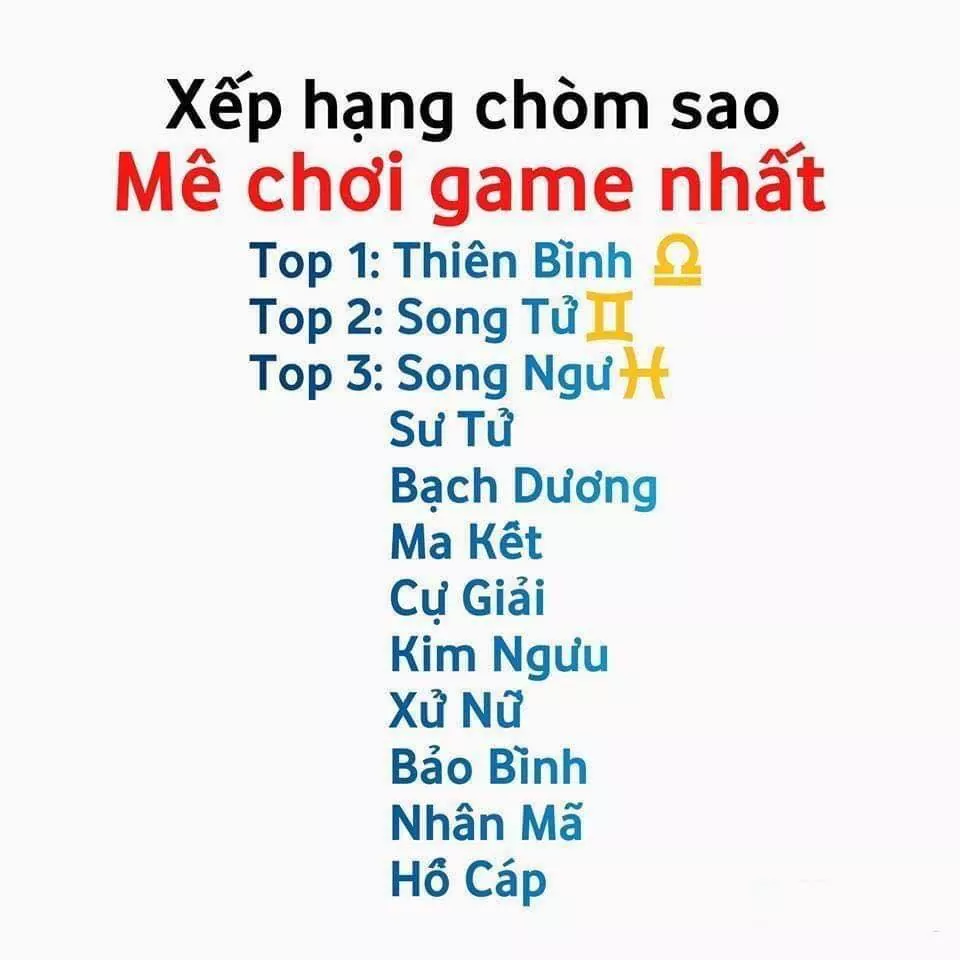 Xếp hạng chòm sao
Mê chơi game nhất
Top 1: Thiên Bình ♎
Top 2: Song Tử ♊
Top 3: Song Ngư ♓
Sư Tử
Bạch Dương
Ma Kết
Cự Giải
Kim Ngưu
Xử Nữ
Bảo Bình
Nhân Mã
Hổ Cáp